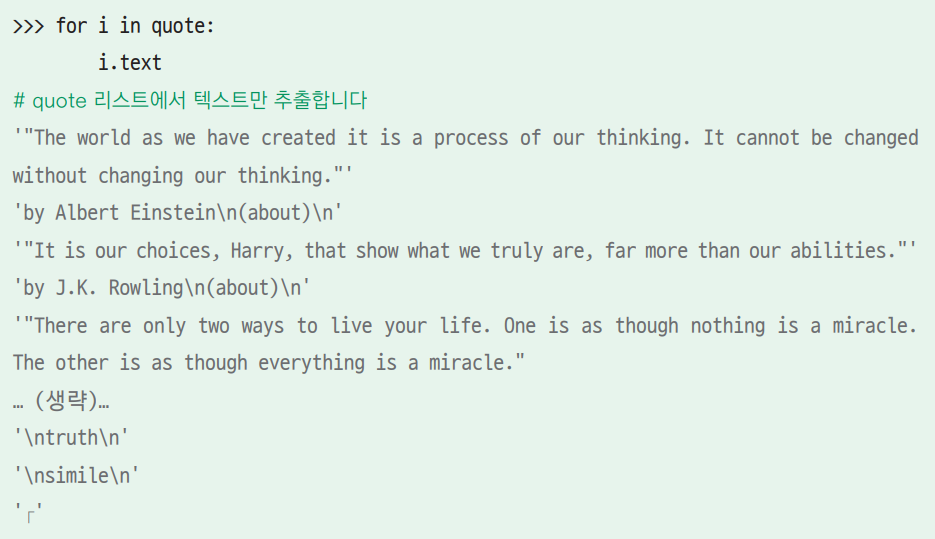 >>> for i in quote:
        i.text
# quote 리스트에서 텍스트만 추출합니다
'"The world as we have created it is a process of our thinking. It cannot be changed
without changing our thinking."'
'by Albert Einstein\n(about)\n'
'"It is our choices, Harry, that show what we truly are, far more than our abilities."'
'by J.K. Rowling\n(about)\n'
'"There are only two ways to live your life. One is as though nothing is a miracle.
The other is as though everything is a miracle."
… (생략)…
'\ntruth\n'
'\nsimile\n'
'┌'